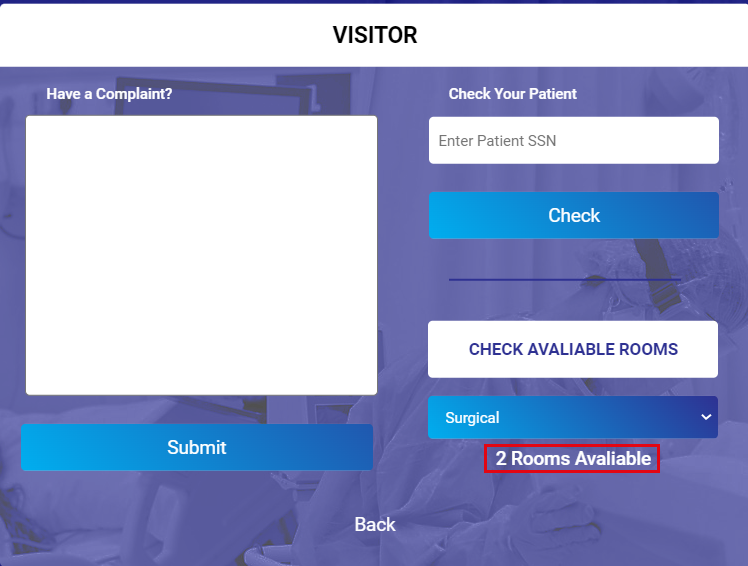 VISITOR
Have a Complaint?
Submit
Check Your Patient
Enter Patient SSN
Check
CHECK AVALIABLE ROOMS
Surgical
2 Rooms Avaliable
Back